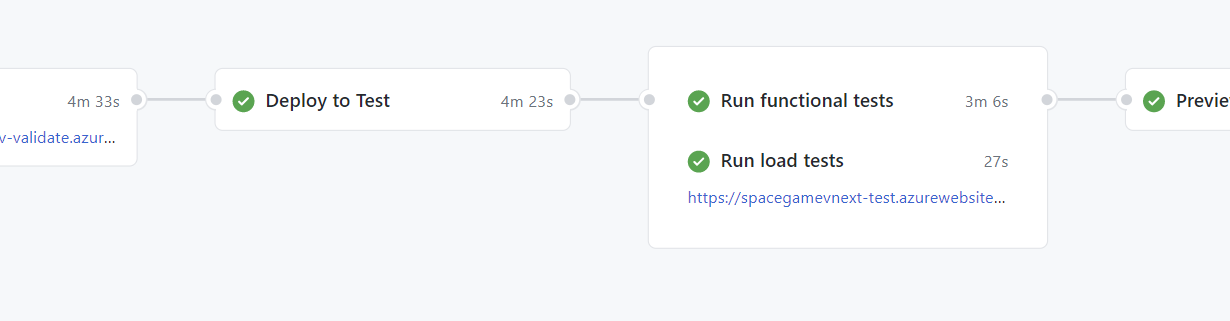 4m 33s
v-validate.azur...
Deploy to Test 4m 23s
Run functional tests 3m 6s
Run load tests 27s
https://spacegamevnext-test.azurewebsite...